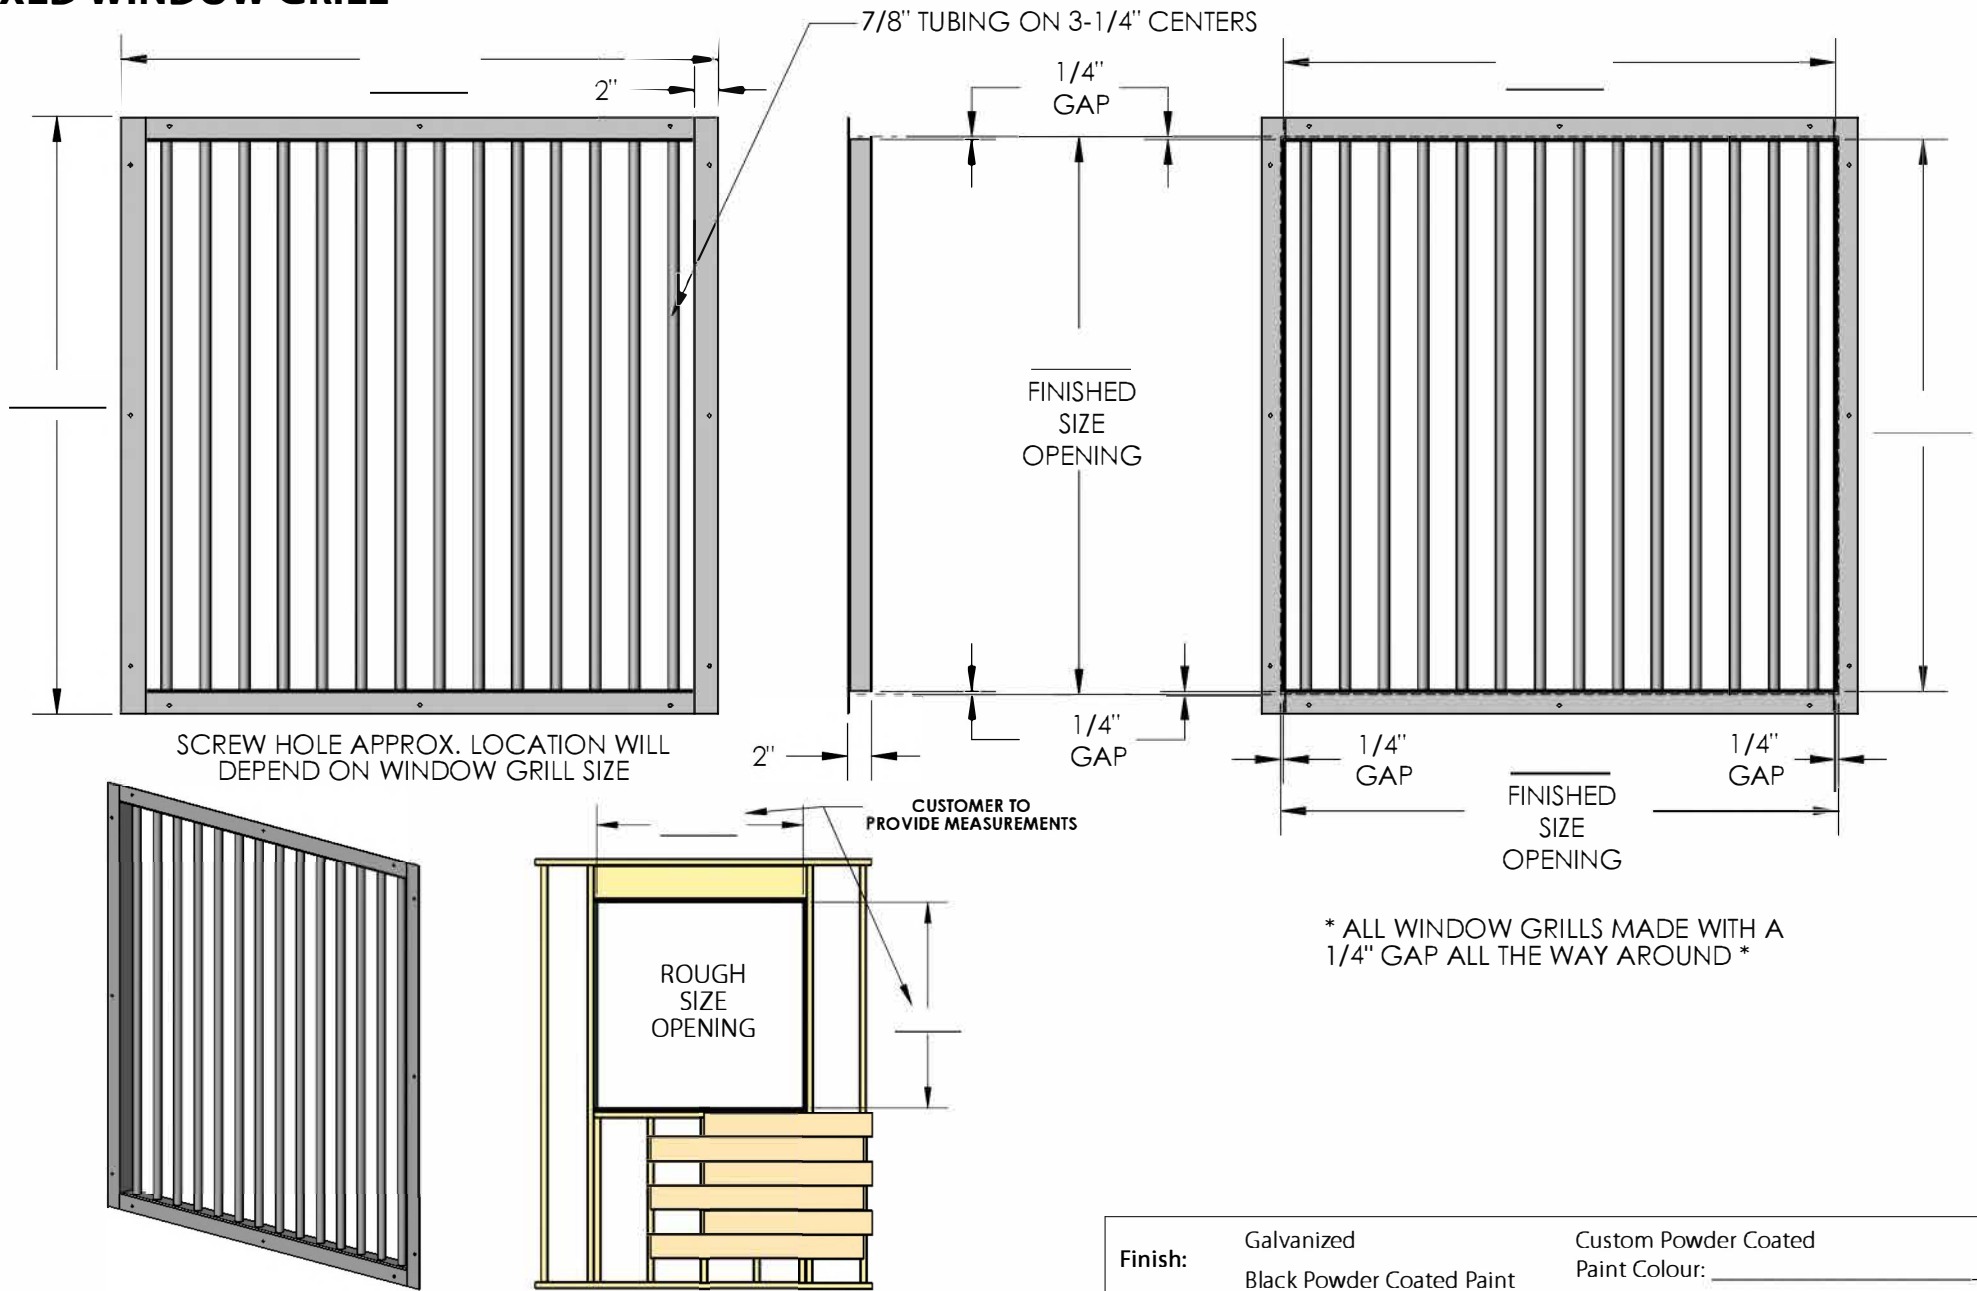 WINDOW GRILL
7/8" TUBING ON 3-1/4" CENTERS
2"
1/4"
GAP
FINISHED
SIZE
OPENING
SCREW HOLE APPROX. LOCATION WILL
DEPEND ON WINDOW GRILL SIZE
2"
1/4"
GAP
1/4"
GAP
1/4"
GAP
FINISHED
SIZE
OPENING
CUSTOMER TO
PROVIDE MEASUREMENTS
ROUGH
SIZE
OPENING
* ALL WINDOW GRILLS MADE WITH A
1/4" GAP ALL THE WAY AROUND *
Finish:
Galvanized
Black Powder Coated Paint
Custom Powder Coated
Paint Colour: